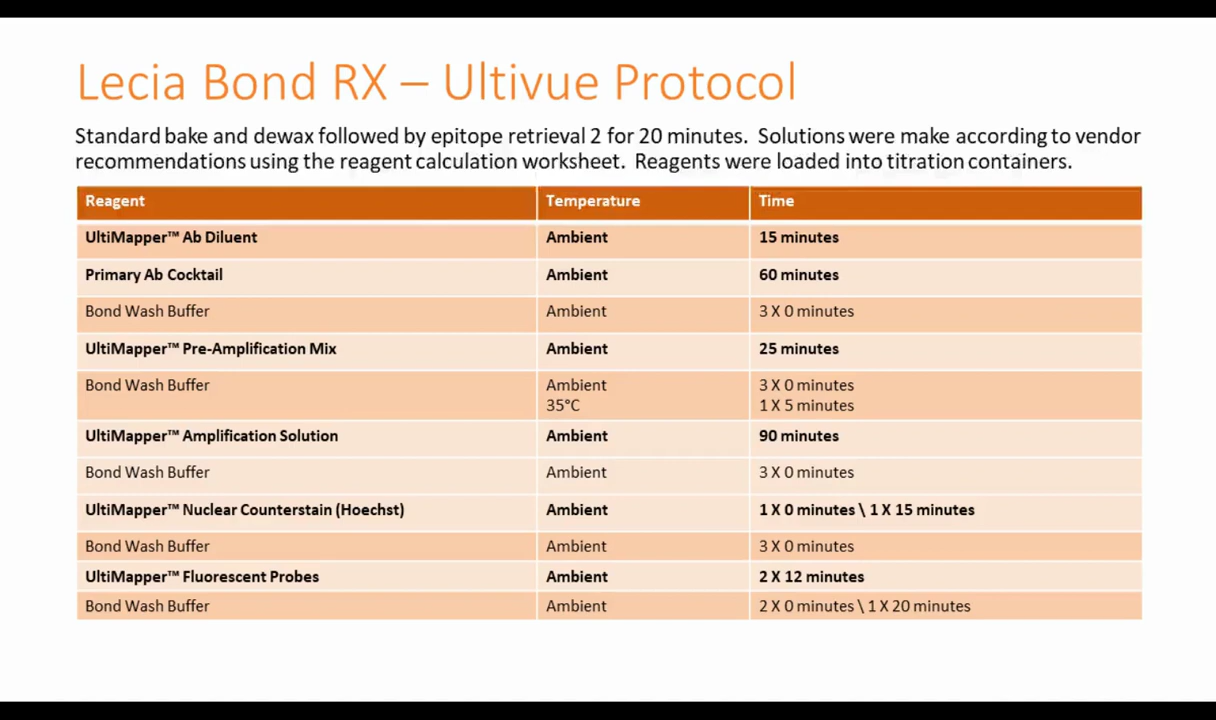 Lecia Bond RX – Ultivue Protocol
Standard bake and dewax followed by epitope retrieval 2 for 20 minutes. Solutions were make according to vendor
recommendations using the reagent calculation worksheet. Reagents were loaded into titration containers.
Reagent Temperature Time
UltiMapper™ Ab Diluent Ambient 15 minutes
Primary Ab Cocktail Ambient 60 minutes
Bond Wash Buffer Ambient 3 X 0 minutes
UltiMapper™ Pre-Amplification Mix Ambient 25 minutes
Bond Wash Buffer Ambient 3 X 0 minutes
35°C 1 X 5 minutes
UltiMapper™ Amplification Solution Ambient 90 minutes
Bond Wash Buffer Ambient 3 X 0 minutes
UltiMapper™ Nuclear Counterstain (Hoechst) Ambient 1 X 0 minutes \ 1 X 15 minutes
Bond Wash Buffer Ambient 3 X 0 minutes
UltiMapper™ Fluorescent Probes Ambient 2 X 12 minutes
Bond Wash Buffer Ambient 2 X 0 minutes \ 1 X 20 minutes